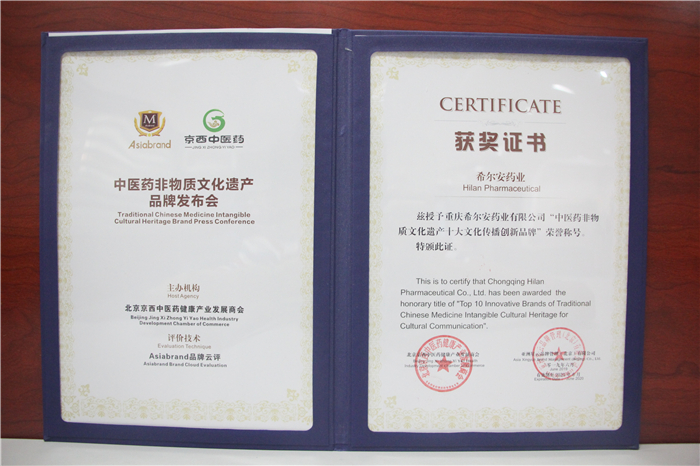 M
Asiabrand
京西中医药
JING XI ZHONG YI YAO
中医药非物质文化遗产
品牌发布会
Traditional Chinese Medicine Intangible
Cultural Heritage Brand Press Conference
主办机构
Host Agency
北京京西中医药健康产业发展商会
Beijing Jing Xi Zhong Yi Yao Health Industry
Development Chamber of Commerce
评价技术
Evaluation Technique
Asiabrand品牌云评
Asiabrand Brand Cloud Evaluation
CERTIFICATE
获奖证书
希尔安药业
Hilan Pharmaceutical
兹授予重庆希尔安药业有限公司“中医药非物
质文化遗产十大文化传播创新品牌”荣誉称号。
特颁此证。
This is to certify that Chongqing Hilan
Pharmaceutical Co., Ltd. has been awarded the
honorary title of "Top 10 Innovative Brands of Traditional
Chinese Medicine Intangible Cultural Heritage for
Cultural Communication".